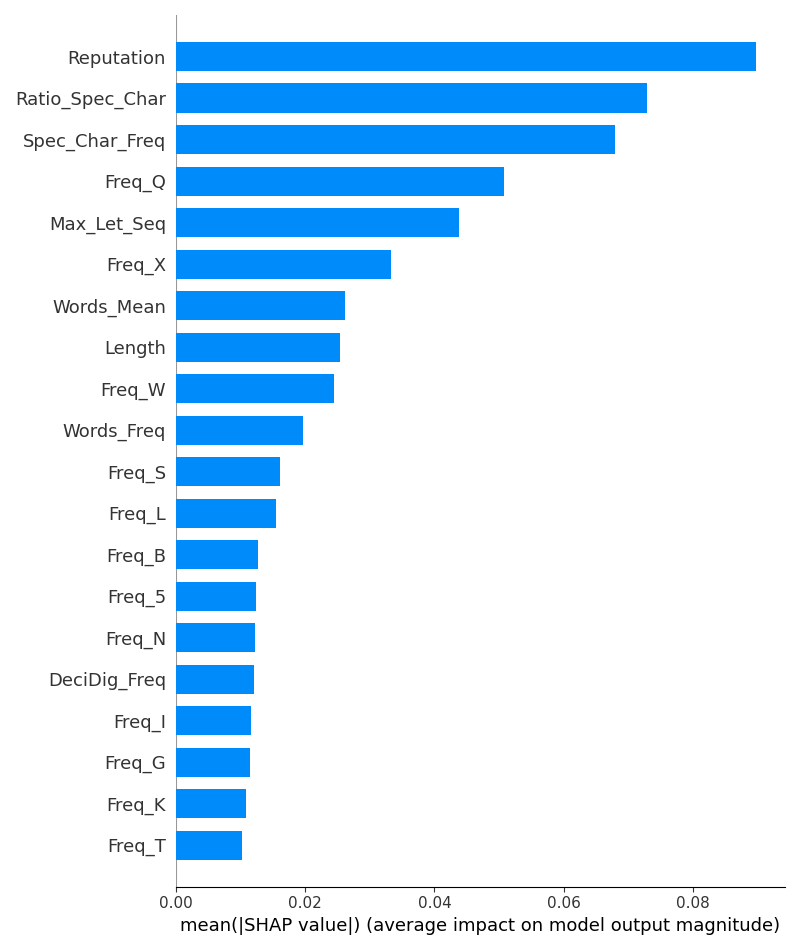 Reputation
Ratio_Spec_Char
Spec_Char_Freq
Freq_Q
Max_Let_Seq
Freq_X
Words_Mean
Length
Freq_W
Words_Freq
Freq_S
Freq_L
Freq_B
Freq_5
Freq_N
DeciDig_Freq
Freq_I
Freq_G
Freq_K
Freq_T
0.00 0.02 0.04 0.06 0.08
mean(|SHAP value|) (average impact on model output magnitude)